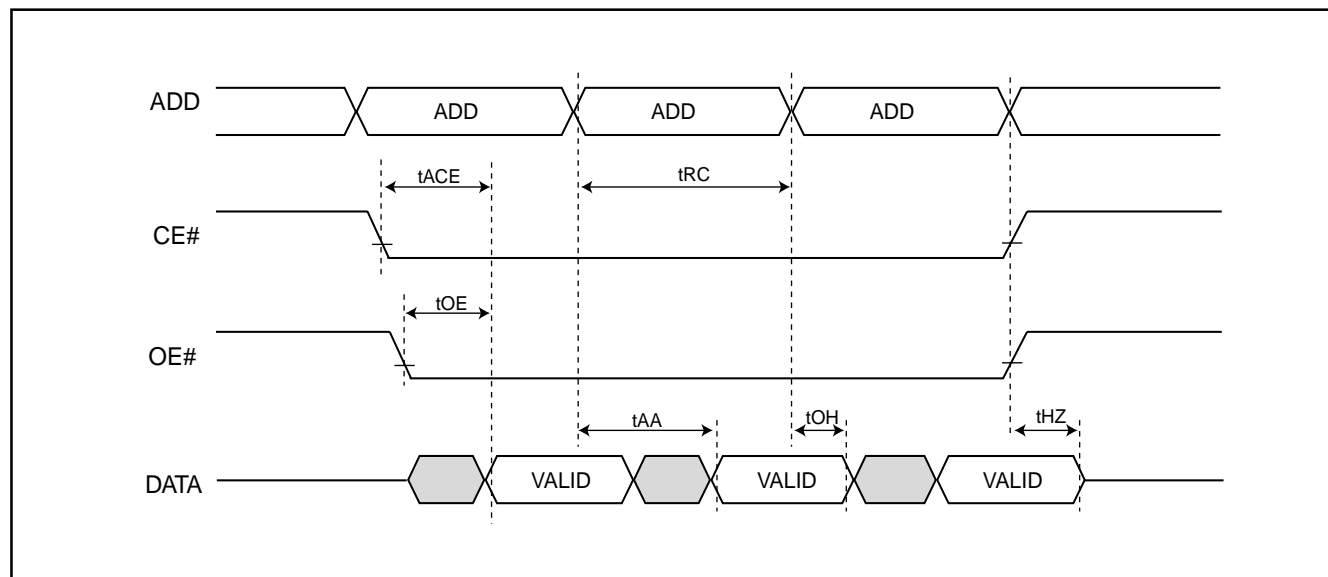 ADD ADD ADD ADD
tACE tRC
CE#
tOE
OE#
tAA tOH tHZ
DATA VALID VALID VALID